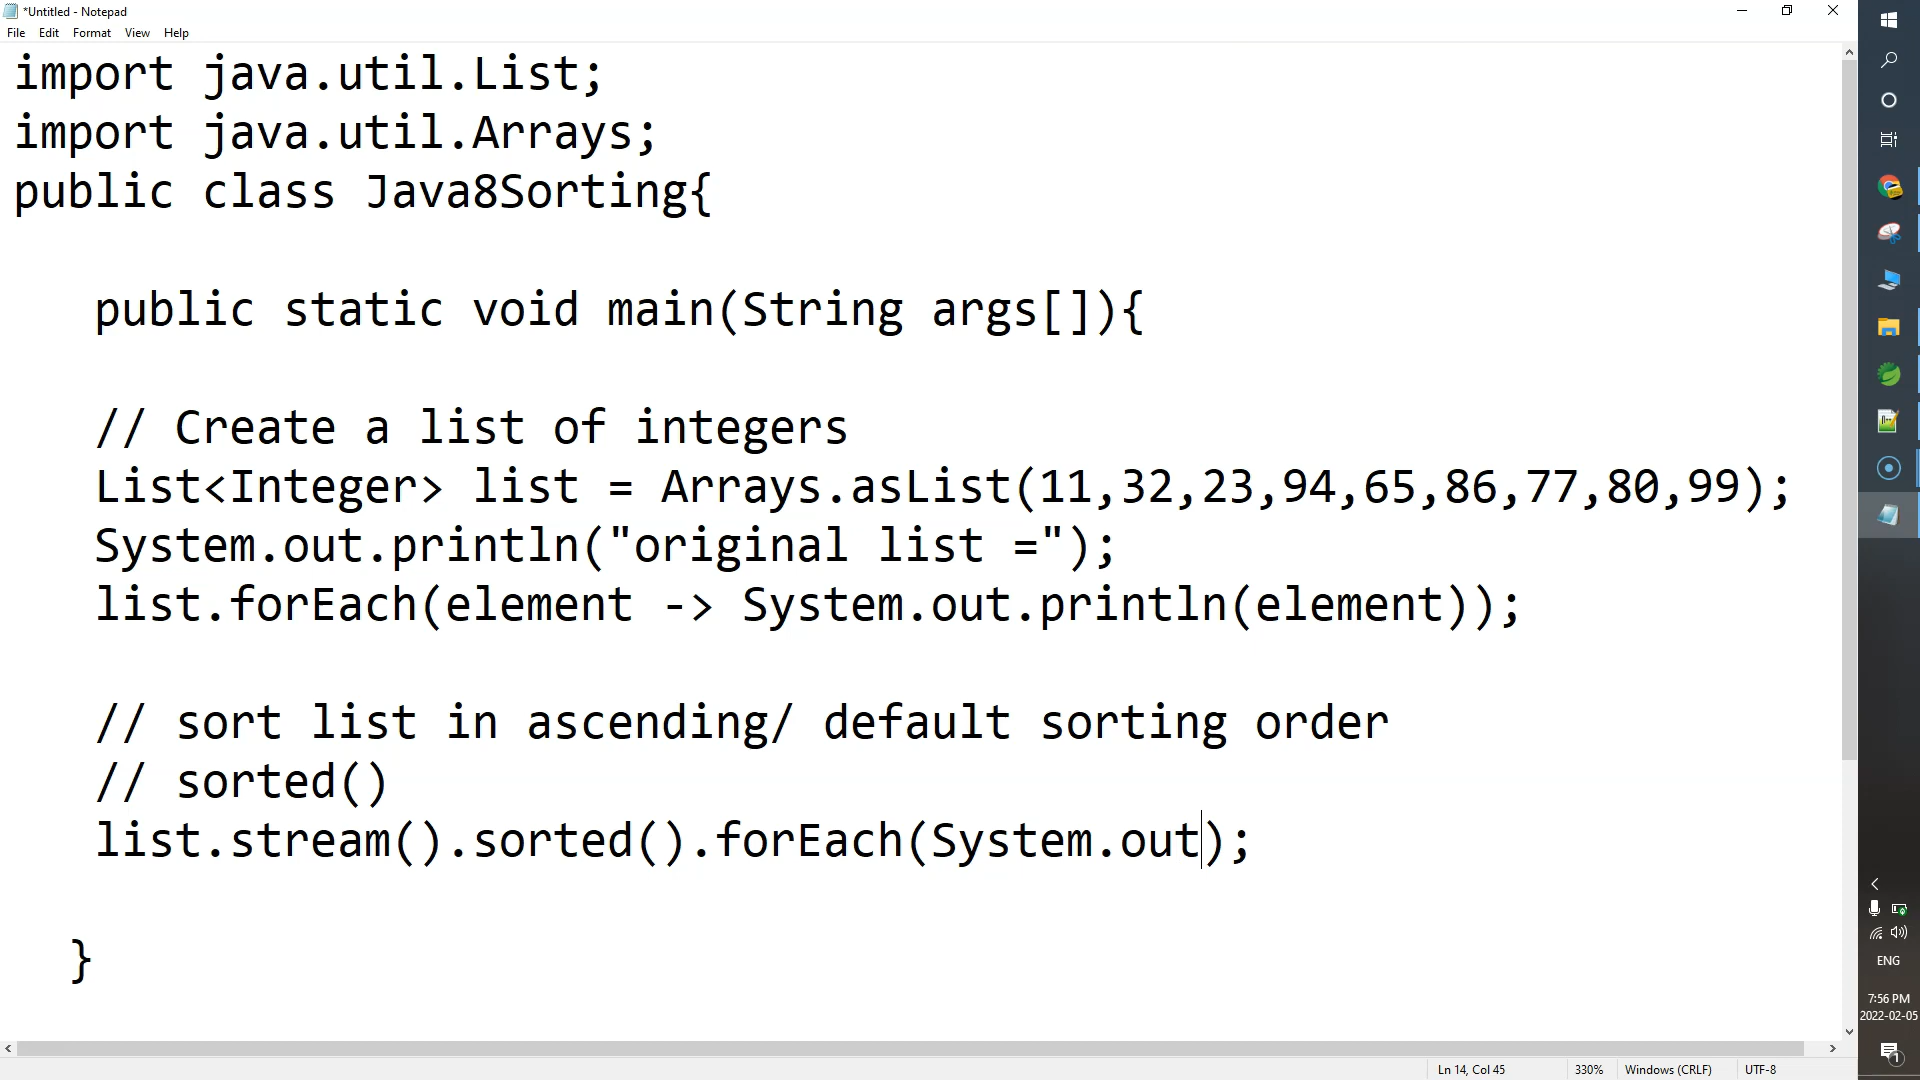 *Untitled - Notepad
File Edit Format View Help
import java.util.List;
import java.util.Arrays;
public class Java8Sorting{
public static void main(String args[]){
// Create a list of integers
List<Integer> list = Arrays.asList(11,32,23,94,65,86,77,80,99);
System.out.println("original list =");
list.forEach(element -> System.out.println(element));
// sort list in ascending/ default sorting order
// sorted()
list.stream().sorted().forEach(System.out);
}
ENG
7:56 PM
2022-02-05
1
Ln 14, Col 45 330% Windows (CRLF) UTF-8